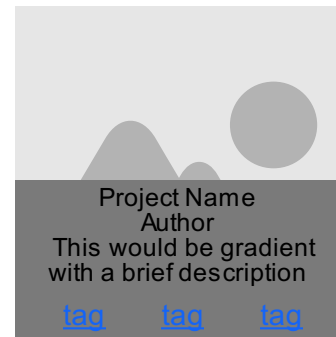 Project Name
Author
This would be gradient
with a brief description
tag tag tag